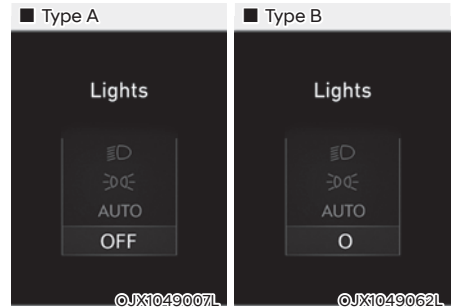 ■ Type A
■ Type B
Lights
Lights
AUTO
AUTO
OFF
O
OJX1049007L
OJX1049062L